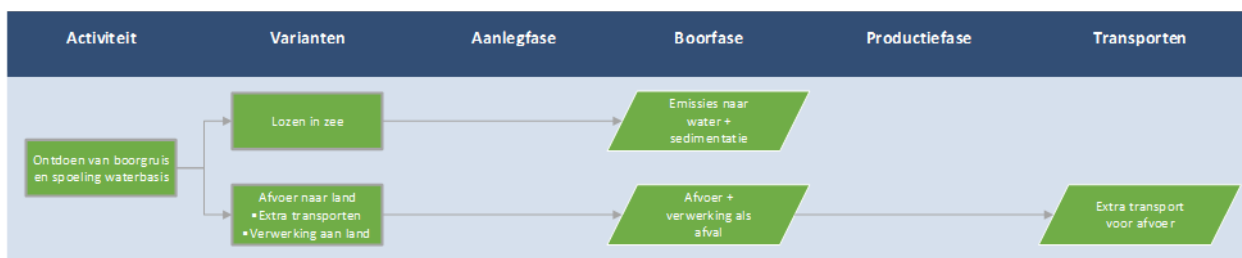 Activiteit
Varianten
Aanlegfase
Boorfase
Productiefase
Transporten
Lozen in zee
Emissies naar
water +
sedimentatie
Ontdoen van boorgruis
en spoeling waterbasis
Afvoer naar land
▪Extra transporten
▪Verwerking aan land
Afvoer +
verwerking als
afval
Extra transport
voor afvoer